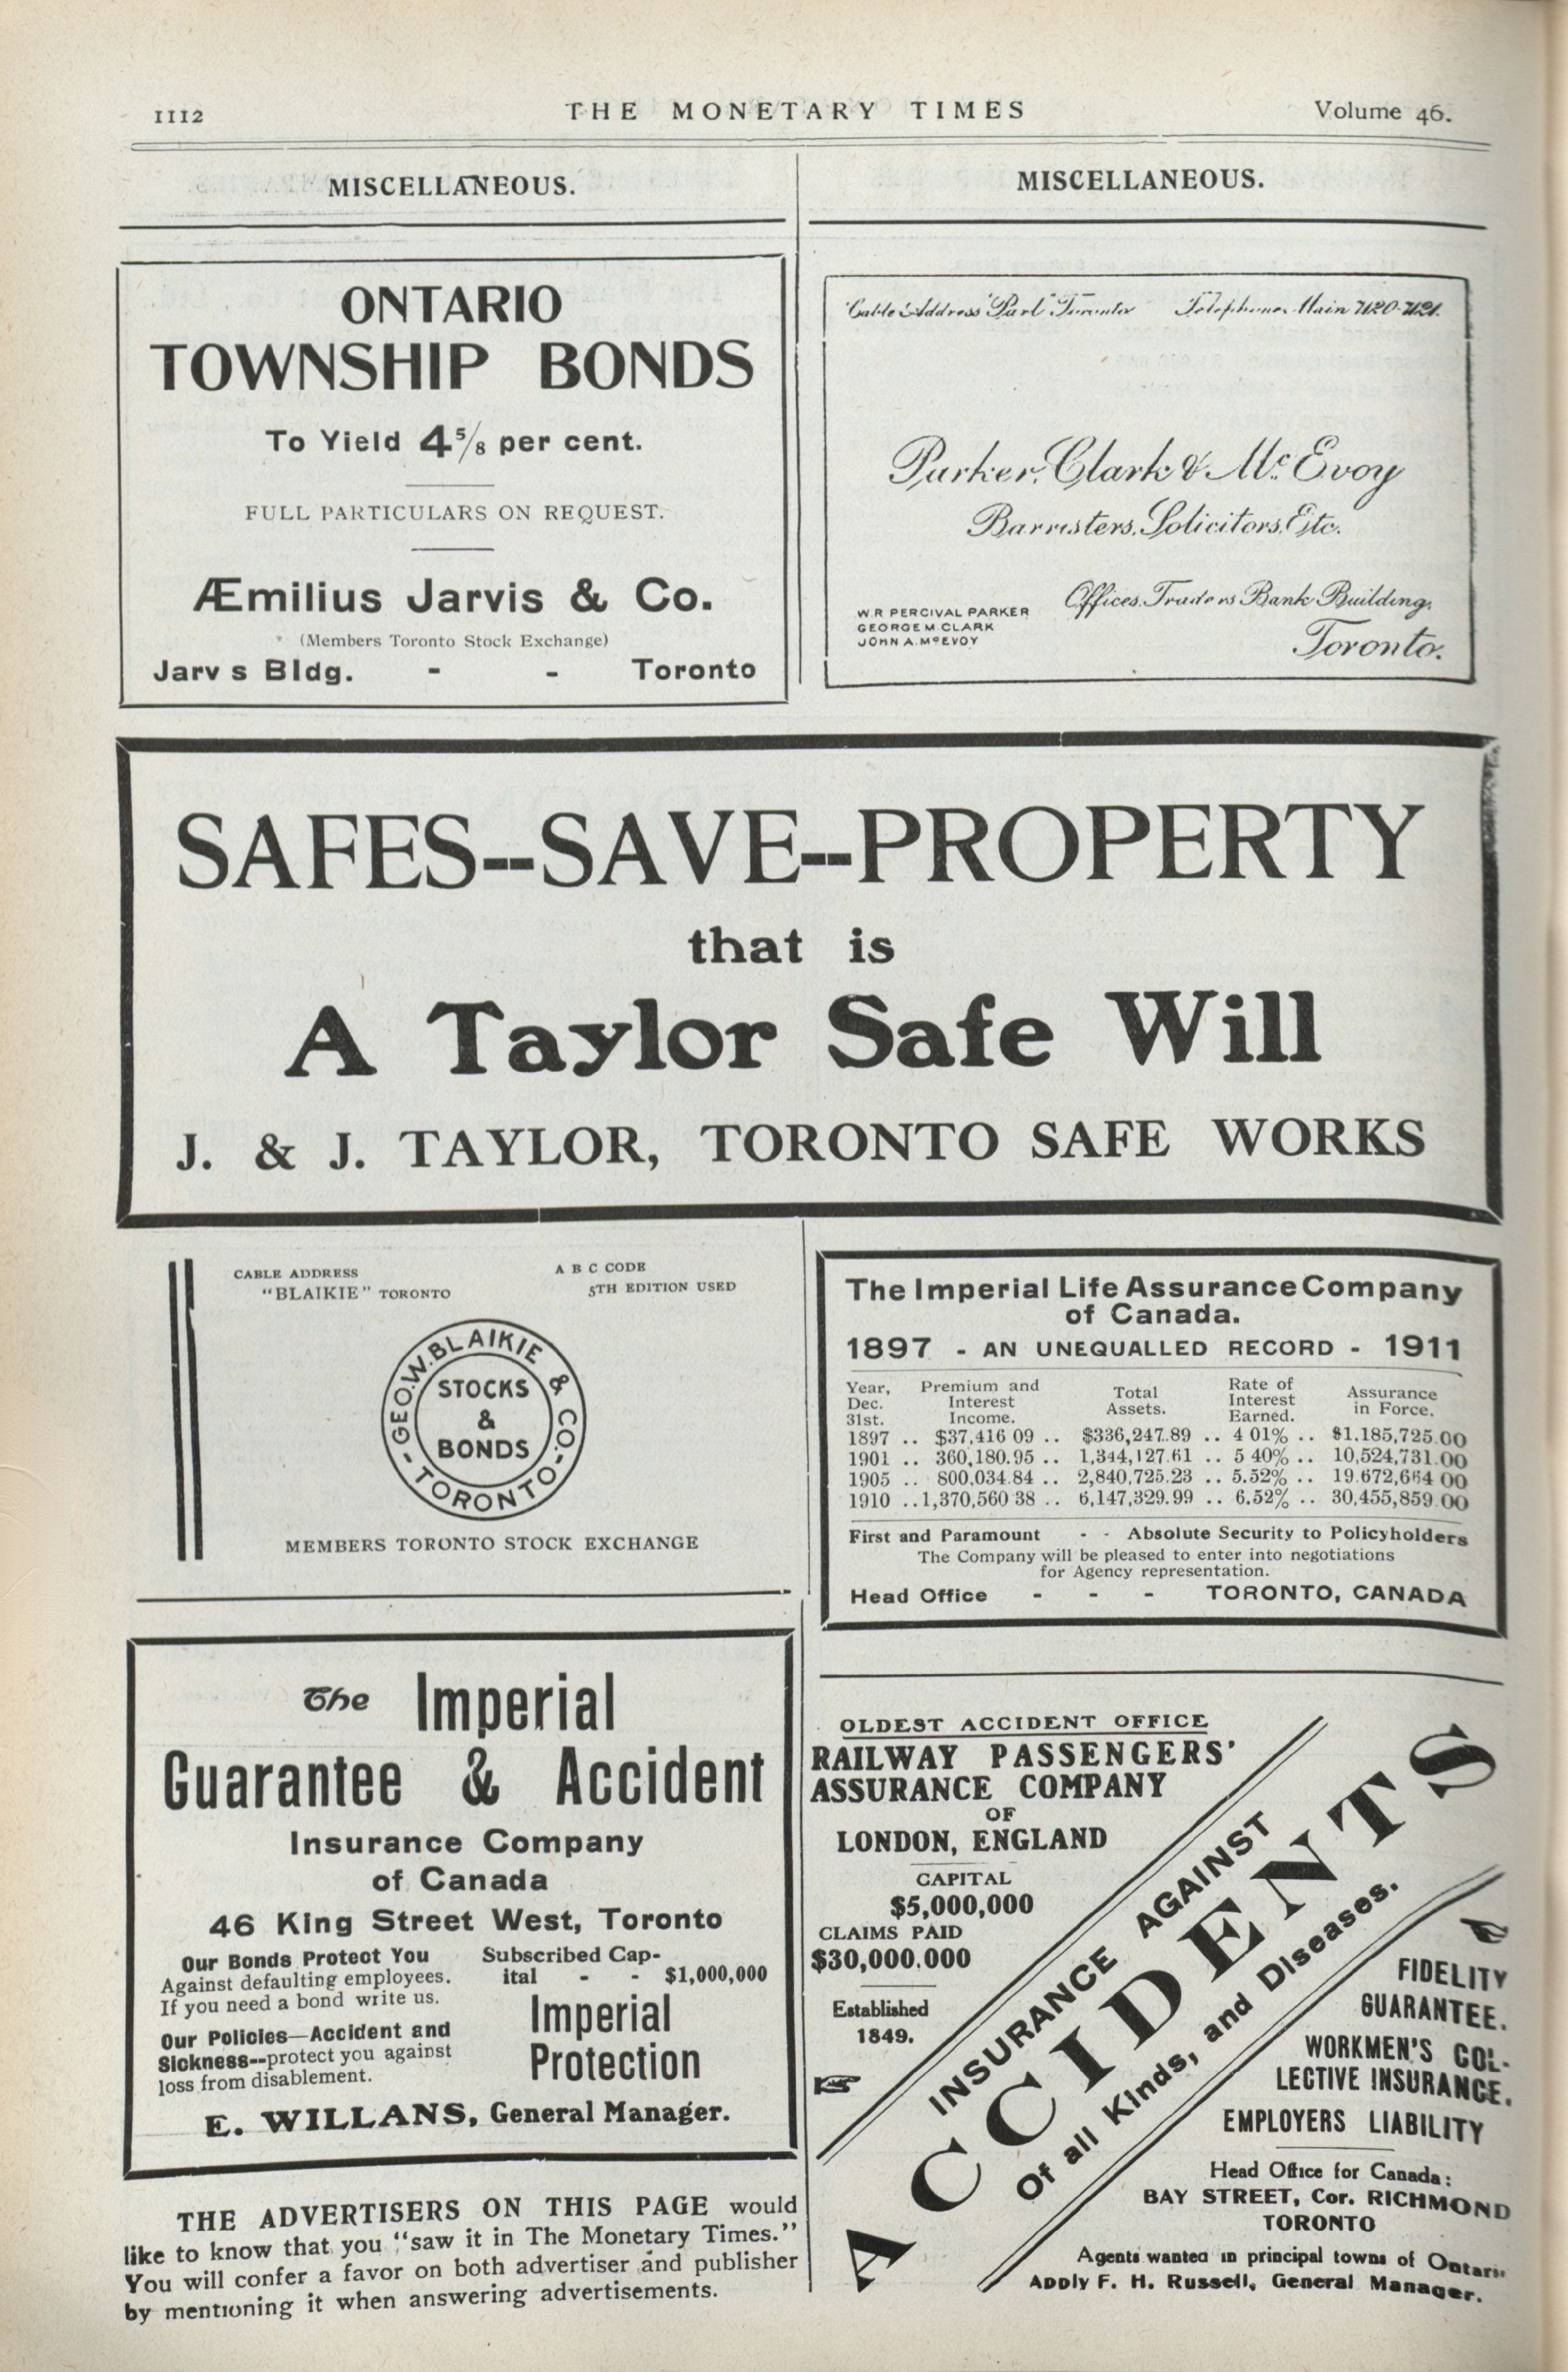 1112
THE MONETARY TIMES
Volume 46.
MISCELLANEOUS.
ONTARIO
TOWNSHIP BONDS
To Yield 4 5/8 per cent.
FULL PARTICULARS ON REQUEST.
Æmilius Jarvis & Co.
(Members Toronto Stock Exchange)
Jarv s Bldg. - - Toronto
MISCELLANEOUS.
Cable Address "Parl" Toronto Telephones Main 7120-7121.
Parker, Clark & McEvoy
Barristers, Solicitors, Etc.
W. R PERCIVAL PARKER
GEORGE M. CLARK
JOHN A. McEVOY
Offices. Traders Bank Building.
Toronto.
SAFES--SAVE--PROPERTY
that is
A Taylor Safe Will
J. & J. TAYLOR, TORONTO SAFE WORKS
CABLE ADDRESS
"BLAIKIE" TORONTO
A B C CODE
5TH EDITION USED
GEO.W.BLAIKIE & CO.
-TORONTO-
STOCKS
&
BONDS
MEMBERS TORONTO STOCK EXCHANGE
The Imperial Life Assurance Company
of Canada.
1897 - AN UNEQUALLED RECORD - 1911
Year, Dec. 31st. Premium and Interest Income. Total Assets. Rate of Interest Earned. Assurance in Force.
1897 .. $37,416 09 .. $336,247.89 .. 4 01% .. $1,185,725.00
1901 .. 360,180.95 .. 1,344,127.61 .. 5 40% .. 10,524,731.00
1905 .. 800,034.84 .. 2,840,725.23 .. 5.52% .. 19.672,664 00
1910 ..1,370,560 38 .. 6,147,329.99 .. 6.52% .. 30,455,859.00
First and Paramount - - Absolute Security to Policyholders
The Company will be pleased to enter into negotiations
for Agency representation.
Head Office - - - TORONTO, CANADA
The Imperial
Guarantee & Accident
Insurance Company
of Canada
46 King Street West, Toronto
Our Bonds Protect You
Against defaulting employees.
If you need a bond write us.
Our Policies—Accident and
Sickness--protect you against
loss from disablement.
Subscribed Cap-
ital - - $1,000,000
Imperial
Protection
E. WILLANS, General Manager.
THE ADVERTISERS ON THIS PAGE would
like to know that you "saw it in The Monetary Times."
You will confer a favor on both advertiser and publisher
by mentioning it when answering advertisements.
OLDEST ACCIDENT OFFICE
RAILWAY PASSENGERS'
ASSURANCE COMPANY
OF
LONDON, ENGLAND
CAPITAL
$5,000,000
CLAIMS PAID
$30,000.000
Established
1849.
INSURANCE AGAINST
ACCIDENTS
Of all Kinds, and Diseases.
FIDELITY
GUARANTEE.
WORKMEN'S COL-
LECTIVE INSURANCE.
EMPLOYERS LIABILITY
Head Office for Canada:
BAY STREET, Cor. RICHMOND
TORONTO
Agents wanted in principal towns of Ontario
Apply F. H. Russell, General Manager.